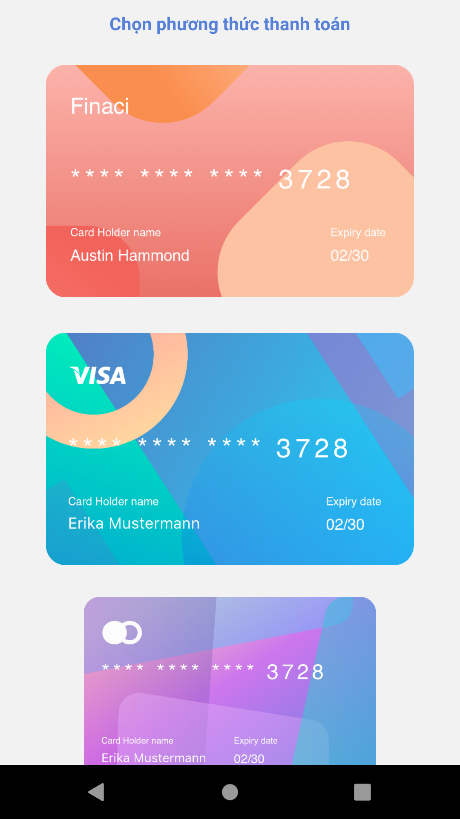 Chọn phương thức thanh toán
Finaci
**** **** **** 3728
Card Holder name Expiry date
Austin Hammond 02/30
VISA
**** **** **** 3728
Card Holder name Expiry date
Erika Mustermann 02/30
**** **** **** 3728
Card Holder name Expiry date
Erika Mustermann 02/30